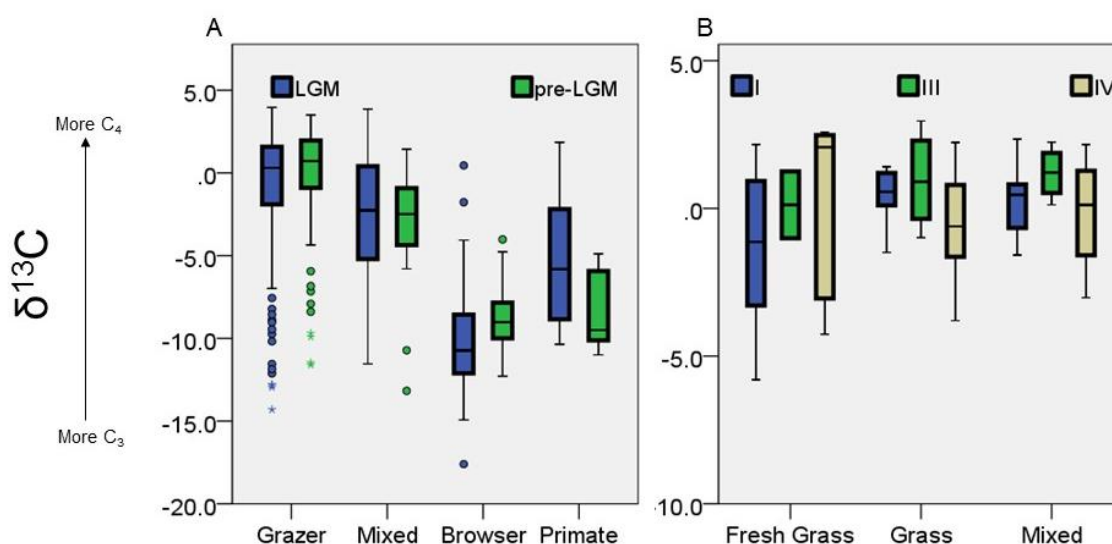 A
B
LGM
pre-LGM
I
III
IV
5.0
.0
-5.0
-10.0
-15.0
-20.0
5.0
.0
-5.0
-10.0
More C₄
δ¹³C
More C₃
Grazer
Mixed
Browser
Primate
Fresh Grass
Grass
Mixed